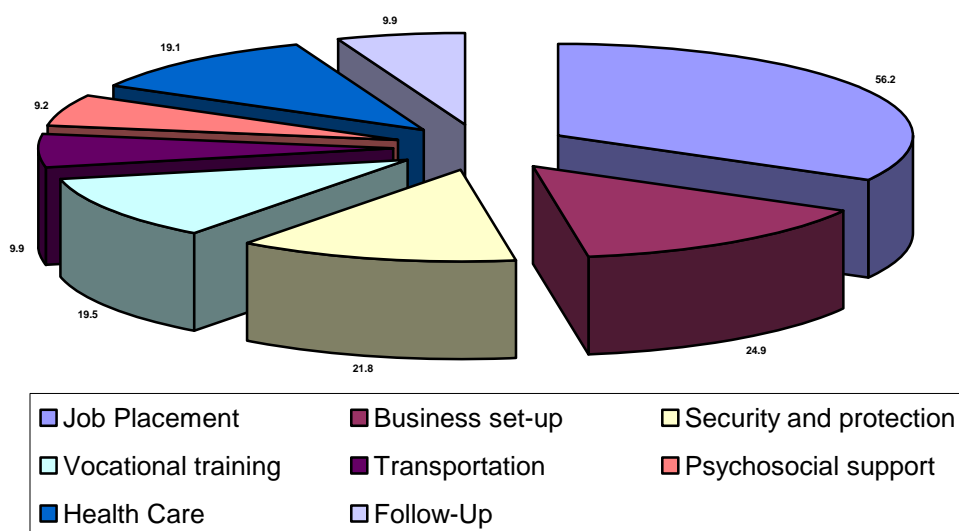 9.9
19.1
56.2
9.2
9.9
19.5
24.9
21.8
Job Placement Business set-up Security and protection
Vocational training Transportation Psychosocial support
Health Care Follow-Up